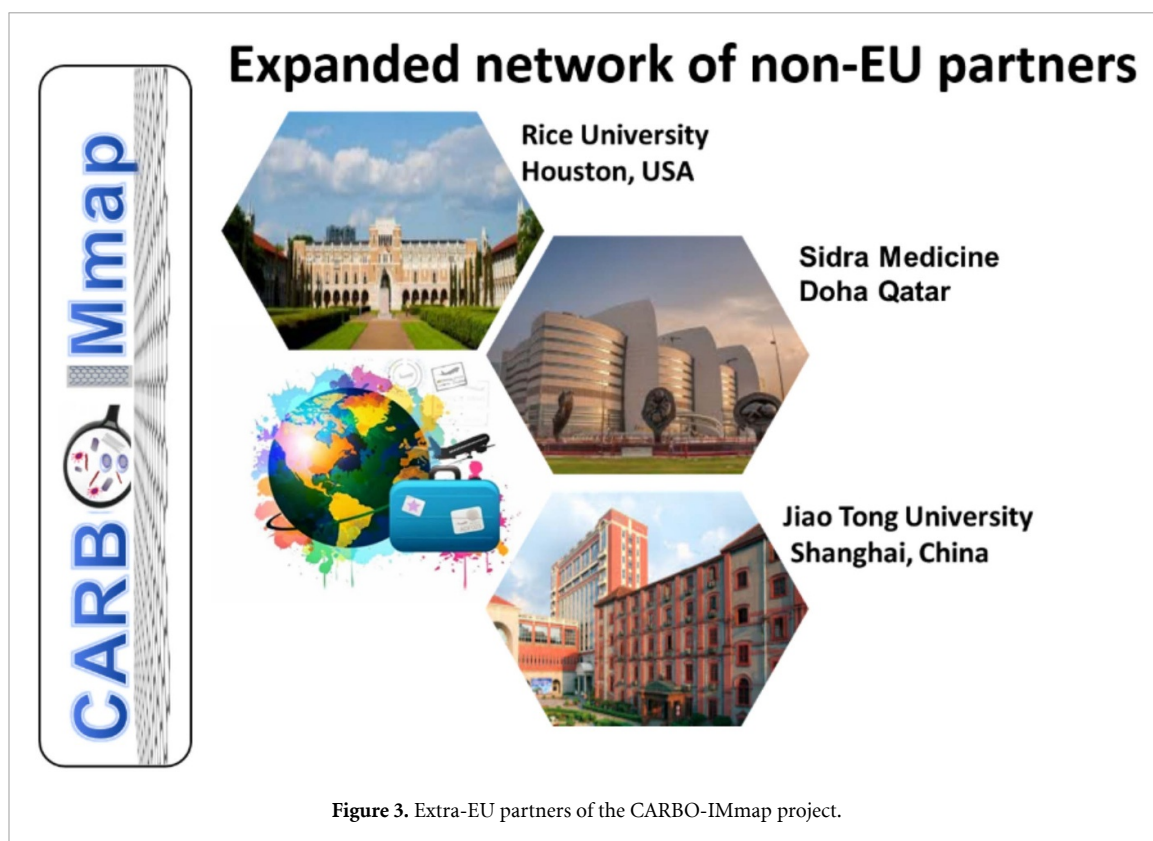 Expanded network of non-EU partners
CARBO IMmap
Rice University
Houston, USA
Sidra Medicine
Doha Qatar
Jiao Tong University
Shanghai, China
Figure 3. Extra-EU partners of the CARBO-IMmap project.